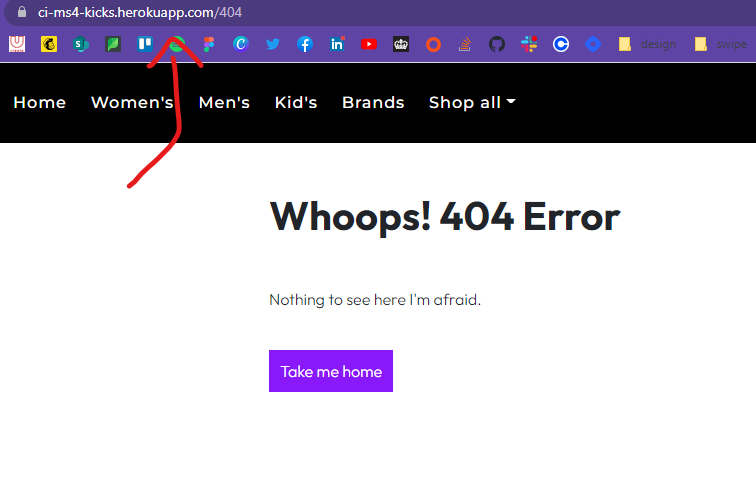 ci-ms4-kicks.herokuapp.com/404
design swipe
Home Women's Men's Kid's Brands Shop all
Whoops! 404 Error
Nothing to see here I'm afraid.
Take me home